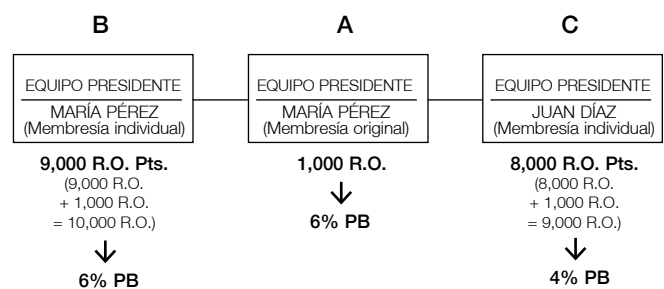 B
EQUIPO PRESIDENTE
MARÍA PÉREZ
(Membresía individual)
9,000 R.O. Pts.
(9,000 R.O.
+ 1,000 R.O.
= 10,000 R.O.)
6% PB
A
EQUIPO PRESIDENTE
MARÍA PÉREZ
(Membresía original)
1,000 R.O.
6% PB
C
EQUIPO PRESIDENTE
JUAN DÍAZ
(Membresía individual)
8,000 R.O. Pts.
(8,000 R.O.
+ 1,000 R.O.
= 9,000 R.O.)
4% PB